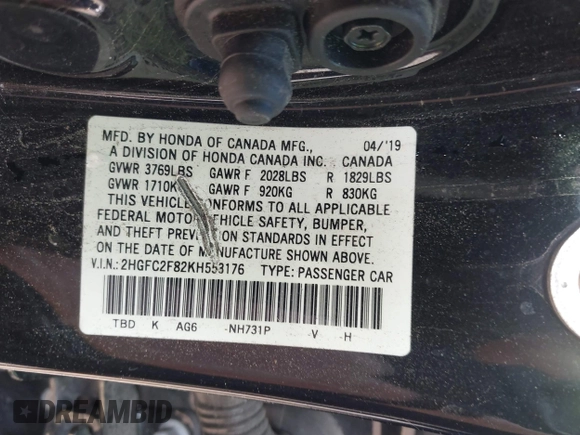 MFD. BY HONDA OF CANADA MFG., 04/'19
A DIVISION OF HONDA CANADA INC. CANADA
GVWR 3769LBS GAWR F 2028LBS R 1829LBS
GVWR 1710KG GAWR F 920KG R 830KG
THIS VEHICLE CONFORMS TO ALL APPLICABLE
FEDERAL MOTOR VEHICLE SAFETY, BUMPER,
AND THEFT PREVENTION STANDARDS IN EFFECT
ON THE DATE OF MANUFACTURE SHOWN ABOVE.
V.I.N.: 2HGFC2F82KH553176 TYPE: PASSENGER CAR
TBD K AG6 -NH731P -V -H
DREAMBID